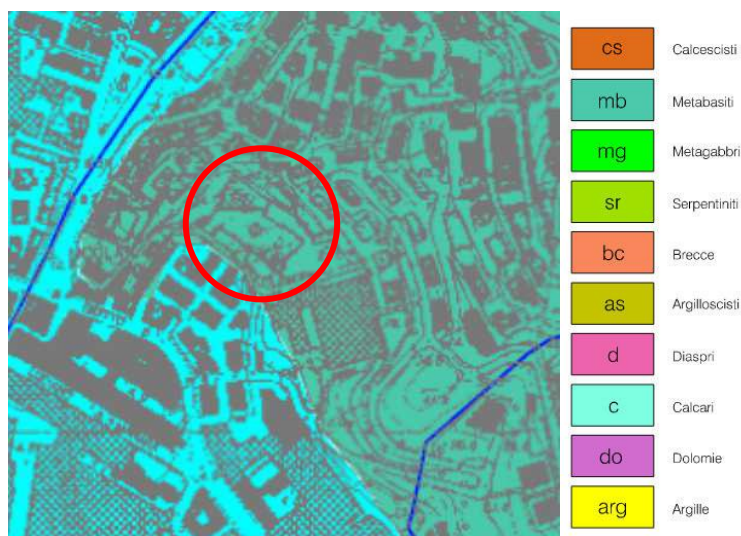 cs Calcescisti
mb Metabasiti
mg Metagabbri
sr Serpentiniti
bc Brecce
as Argilloscisti
d Diaspri
c Calcari
do Dolomie
arg Argille